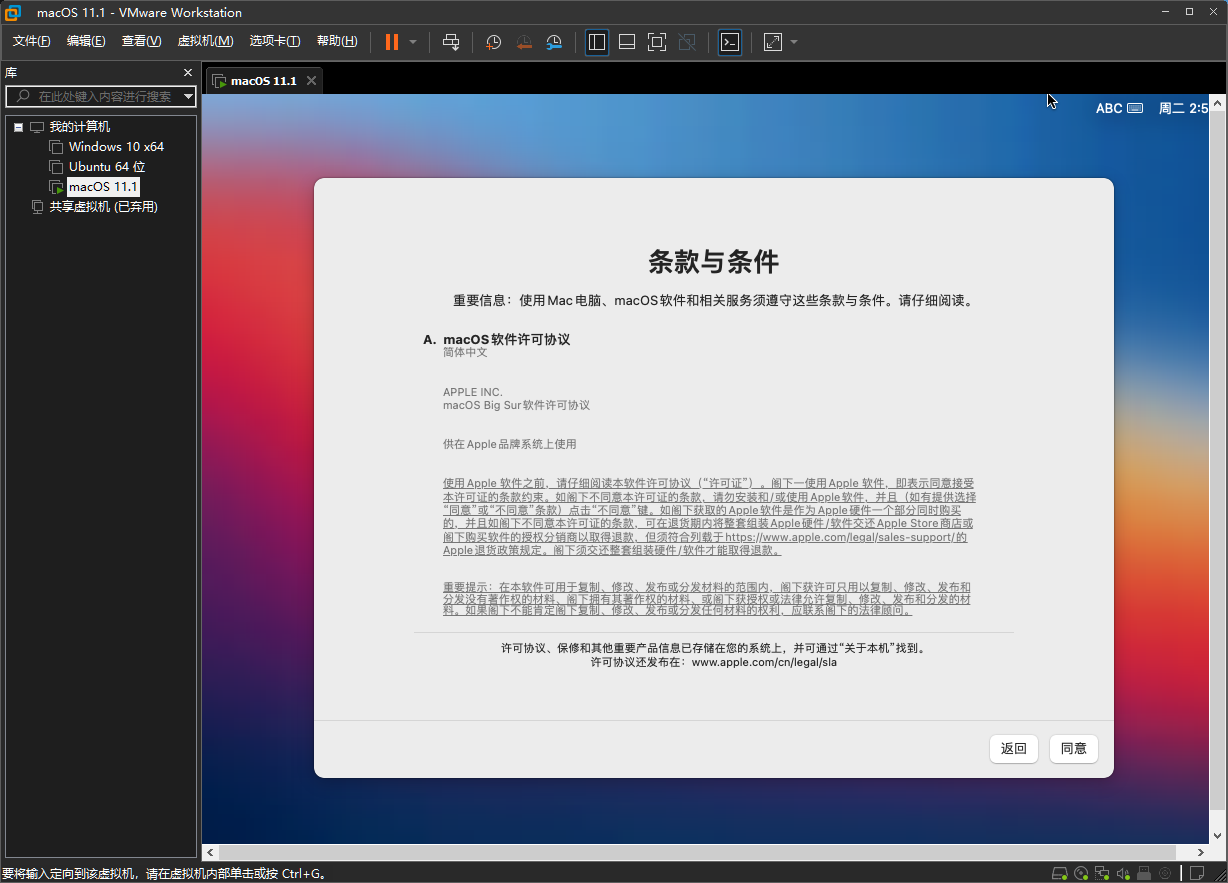 macOS 11.1 - VMware Workstation
文件(F) 编辑(E) 查看(V) 虚拟机(M) 选项卡(T) 帮助(H)
库
在此处键入内容进行搜索
我的计算机
Windows 10 x64
Ubuntu 64 位
macOS 11.1
共享虚拟机 (已弃用)
macOS 11.1
ABC 周二 2:5
条款与条件
重要信息：使用 Mac 电脑、macOS 软件和相关服务须遵守这些条款与条件。请仔细阅读。
A. macOS 软件许可协议
简体中文
APPLE INC.
macOS Big Sur 软件许可协议
供在 Apple 品牌系统上使用
使用 Apple 软件之前，请仔细阅读本软件许可协议（“许可证”）。阁下一使用 Apple 软件，即表示同意接受
本许可证的条款约束。如阁下不同意本许可证的条款，请勿安装和/或使用 Apple 软件，并且（如有提供选择
“同意”或“不同意”条款）点击“不同意”键。如阁下获取的 Apple 软件是作为 Apple 硬件一个部分同时购买
的，并且如阁下不同意本许可证的条款，可在退货期内将整套组装 Apple 硬件/软件交还 Apple Store 商店或
阁下购买软件的授权分销商以取得退款，但须符合列载于 https://www.apple.com/legal/sales-support/ 的
Apple 退货政策规定。阁下须交还整套组装硬件/软件才能取得退款。
重要提示：在本软件可用于复制、修改、发布或分发材料的范围内，阁下获许可只用以复制、修改、发布和
分发没有著作权的材料、阁下拥有其著作权的材料、或阁下获授权或法律允许复制、修改、发布和分发的材
料。如果阁下不能肯定阁下复制、修改、发布或分发任何材料的权利，应联系阁下的法律顾问。
许可协议、保修和其他重要产品信息已存储在您的系统上，并可通过“关于本机”找到。
许可协议还发布在：www.apple.com/cn/legal/sla
返回 同意
要将输入定向到该虚拟机，请在虚拟机内部单击或按 Ctrl+G。